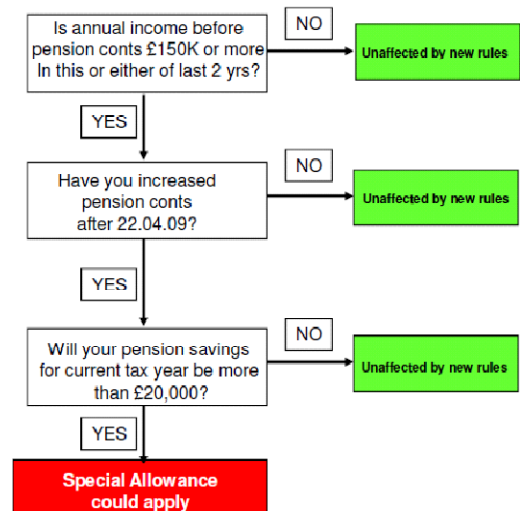 Is annual income before
pension conts £150K or more
In this or either of last 2 yrs?
NO
Unaffected by new rules
YES
Have you increased
pension conts
after 22.04.09?
NO
Unaffected by new rules
YES
Will your pension savings
for current tax year be more
than £20,000?
NO
Unaffected by new rules
YES
Special Allowance
could apply